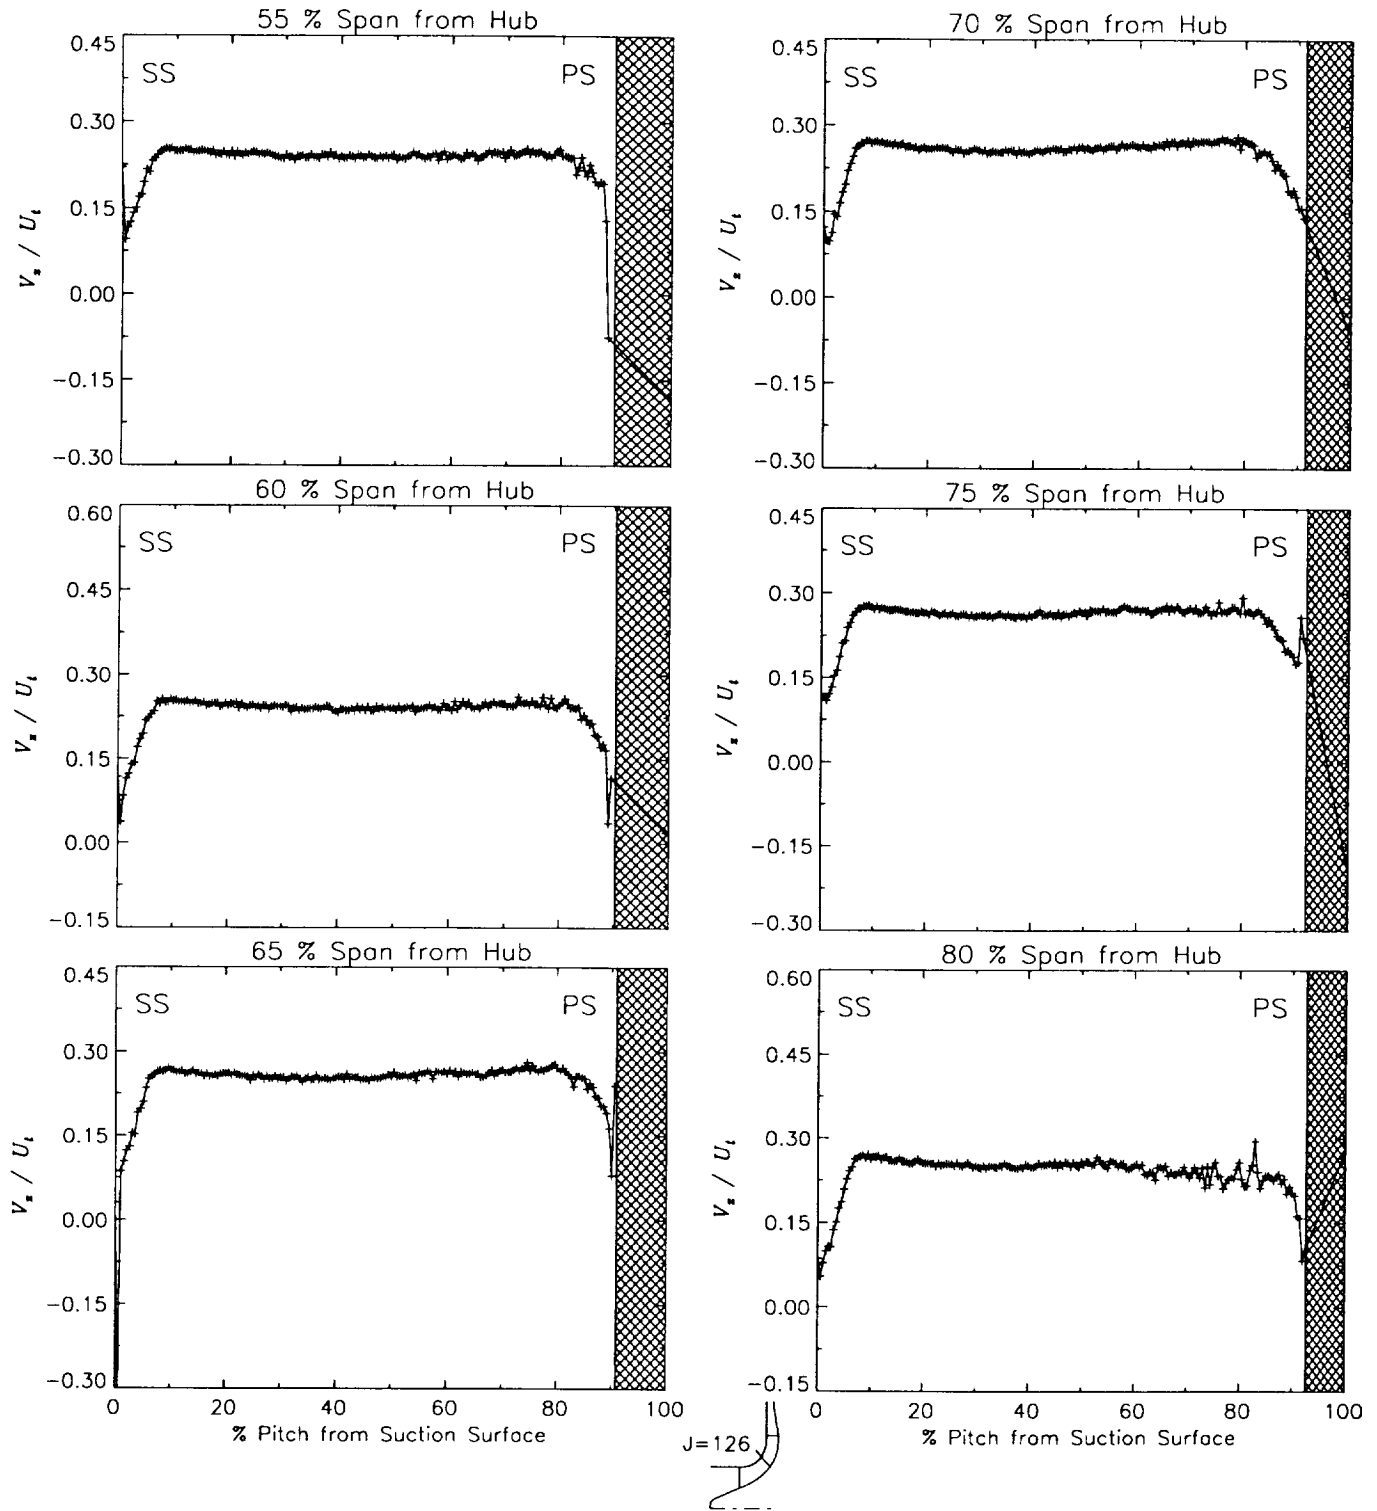 55 % Span from Hub
0.45
0.30
0.15
0.00
−0.15
−0.30
V_z / U_t
SS
PS
60 % Span from Hub
0.60
0.45
0.30
0.15
0.00
−0.15
V_z / U_t
SS
PS
65 % Span from Hub
0.45
0.30
0.15
0.00
−0.15
−0.30
V_z / U_t
SS
PS
0 20 40 60 80 100
% Pitch from Suction Surface
70 % Span from Hub
0.45
0.30
0.15
0.00
−0.15
−0.30
V_z / U_t
SS
PS
75 % Span from Hub
0.45
0.30
0.15
0.00
−0.15
−0.30
V_z / U_t
SS
PS
80 % Span from Hub
0.60
0.45
0.30
0.15
0.00
−0.15
V_z / U_t
SS
PS
0 20 40 60 80 100
% Pitch from Suction Surface
J=126